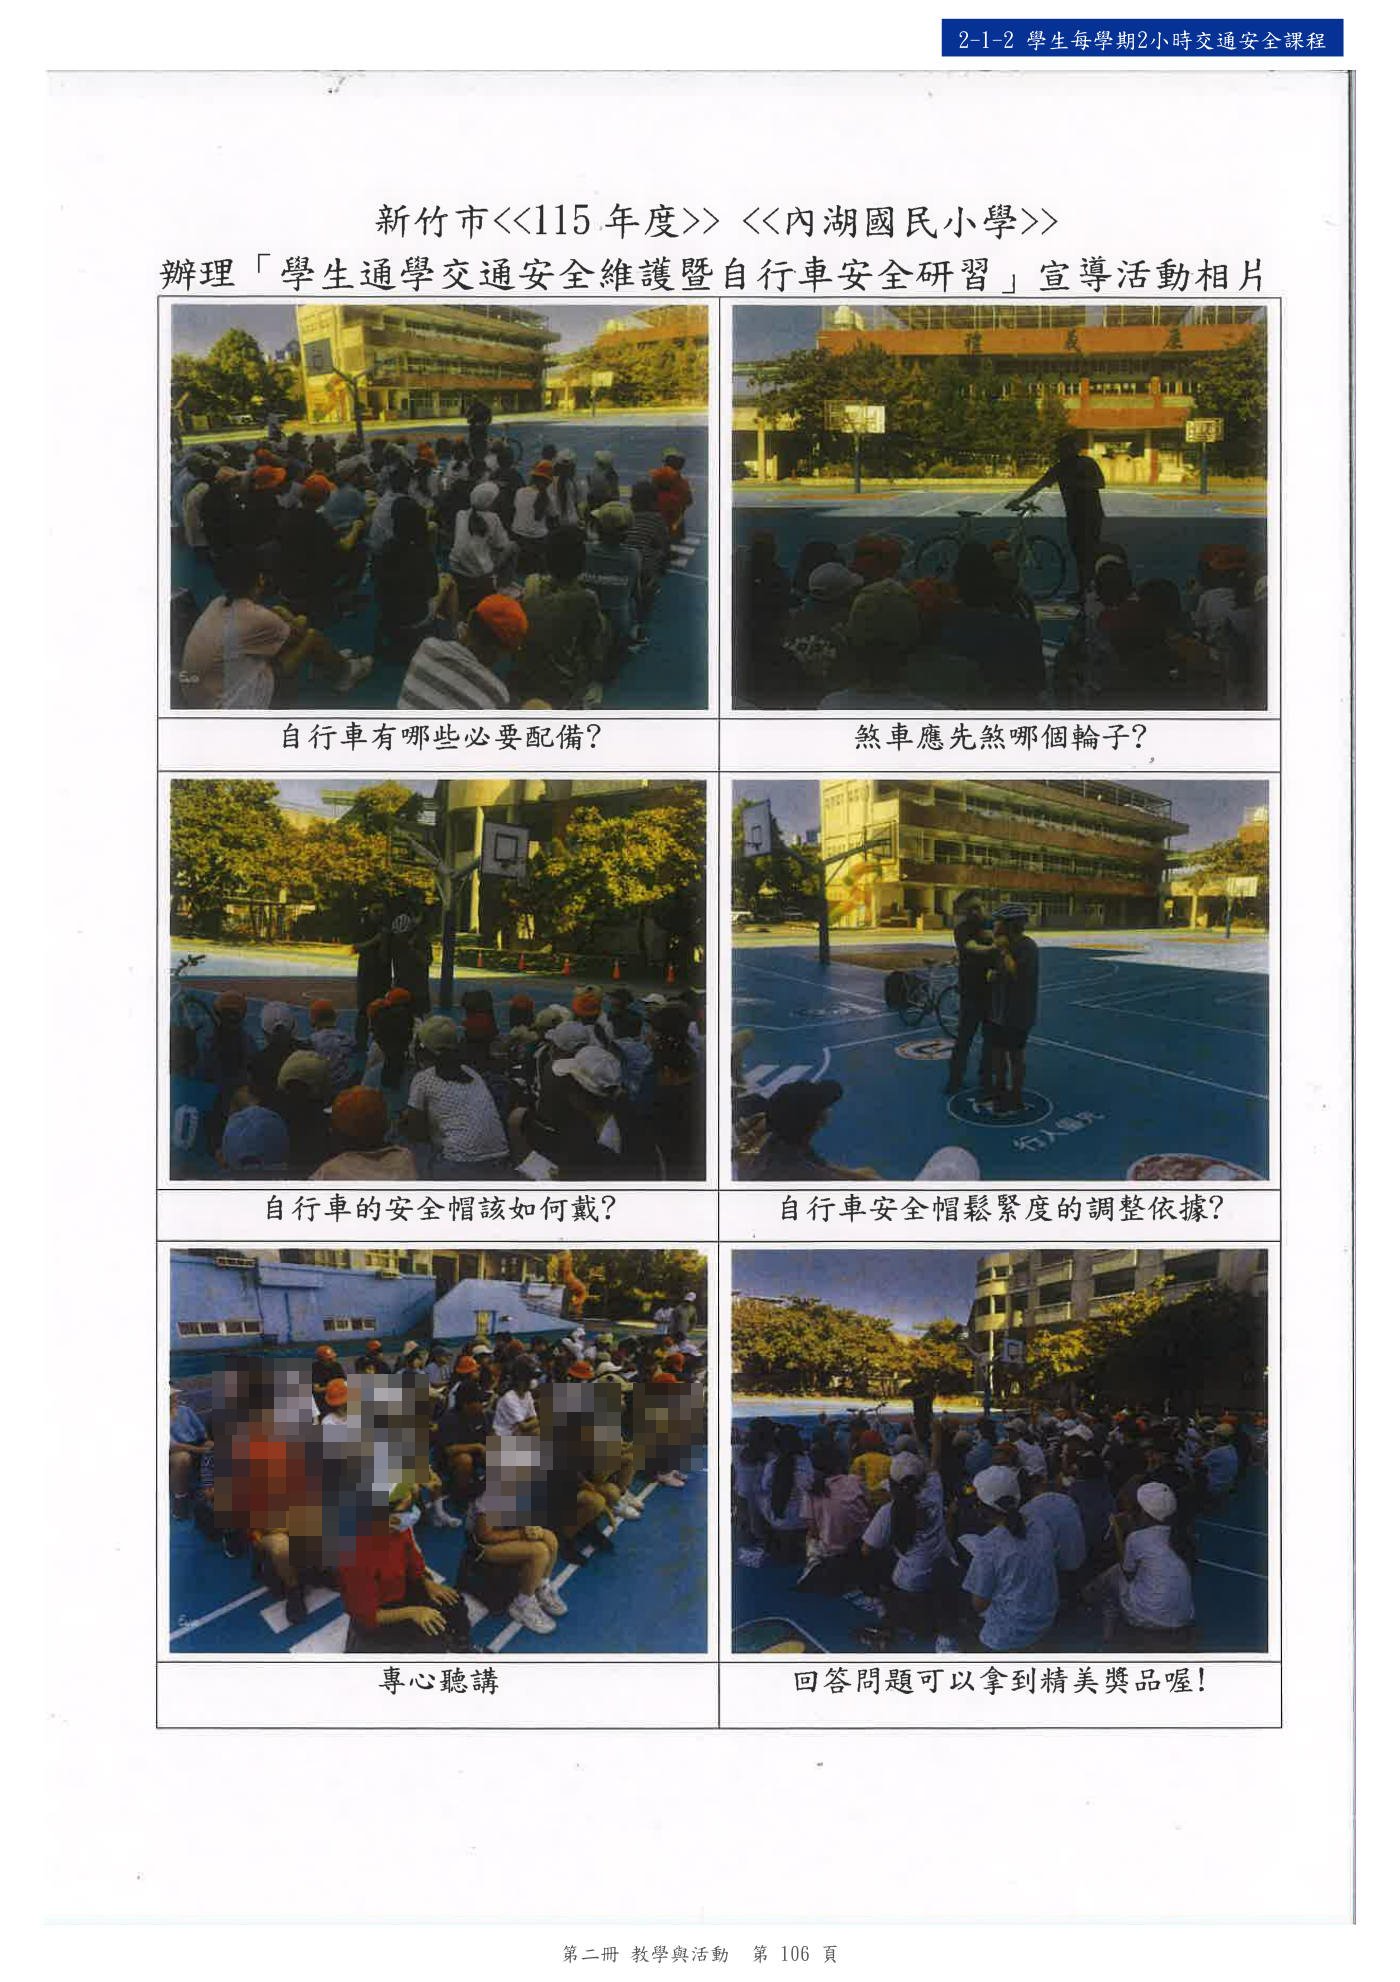 2-1-2 學生每學期2小時交通安全課程
新竹市<<115年度>> <<內湖國民小學>>
辦理「學生通學交通安全維護暨自行車安全研習」宣導活動相片
自行車有哪些必要配備?
煞車應先煞哪個輪子?
自行車的安全帽該如何戴?
行人優先
自行車安全帽鬆緊度的調整依據?
專心聽講
回答問題可以拿到精美獎品喔!
第二冊 教學與活動 第 106 頁